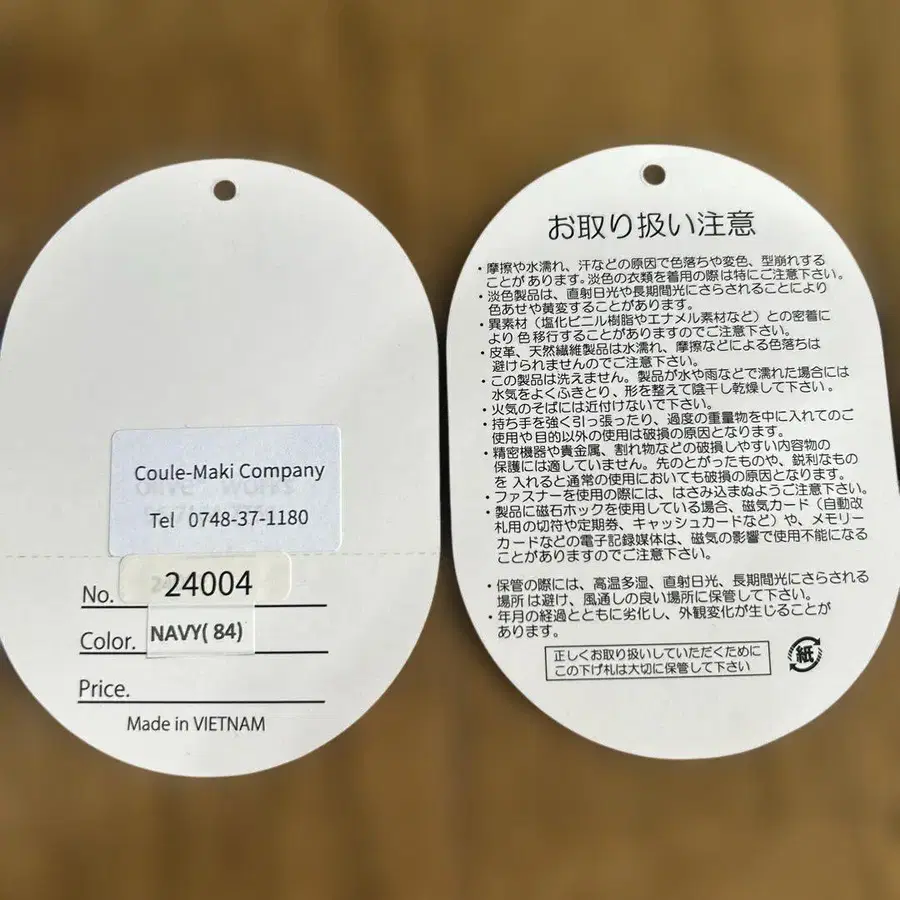 Coule-Maki Company
Tel 0748-37-1180
No. 24004
Color. NAVY( 84)
Price.
Made in VIETNAM
お取り扱い注意
・摩擦や水濡れ、汗などの原因で色落ちや変色、型崩れする
ことがあります。淡色の衣類を着用の際は特にご注意下さい。
・淡色製品は、直射日光や長期間光にさらされることにより
色あせや黄変することがあります。
・異素材（塩化ビニル樹脂やエナメル素材など）との密着に
より色移行することがありますのでご注意下さい。
・皮革、天然繊維製品は水濡れ、摩擦などによる色落ちは
避けられませんのでご注意下さい。
・この製品は洗えません。製品が水や雨などで濡れた場合には
水気をよくふきとり、形を整えて陰干し乾燥して下さい。
・火気のそばには近付けないで下さい。
・持ち手を強く引っ張ったり、過度の重量物を中に入れてのご
使用や目的以外の使用は破損の原因となります。
・精密機器や貴金属、割れ物などの破損しやすい内容物の
保護には適していません。先のとがったものや、鋭利なもの
を入れると通常の使用においても破損の原因となります。
・ファスナーを使用の際には、はさみ込まぬようご注意下さい。
・製品に磁石ホックを使用している場合、磁気カード（自動改
札用の切符や定期券、キャッシュカードなど）や、メモリー
カードなどの電子記録媒体は、磁気の影響で使用不能になる
ことがありますのでご注意下さい。
・保管の際には、高温多湿、直射日光、長期間光にさらされる
場所は避け、風通しの良い場所に保管して下さい。
・年月の経過とともに劣化し、外観変化が生じることが
あります。
正しくお取り扱いしていただくために
この下げ札は大切に保管して下さい
紙